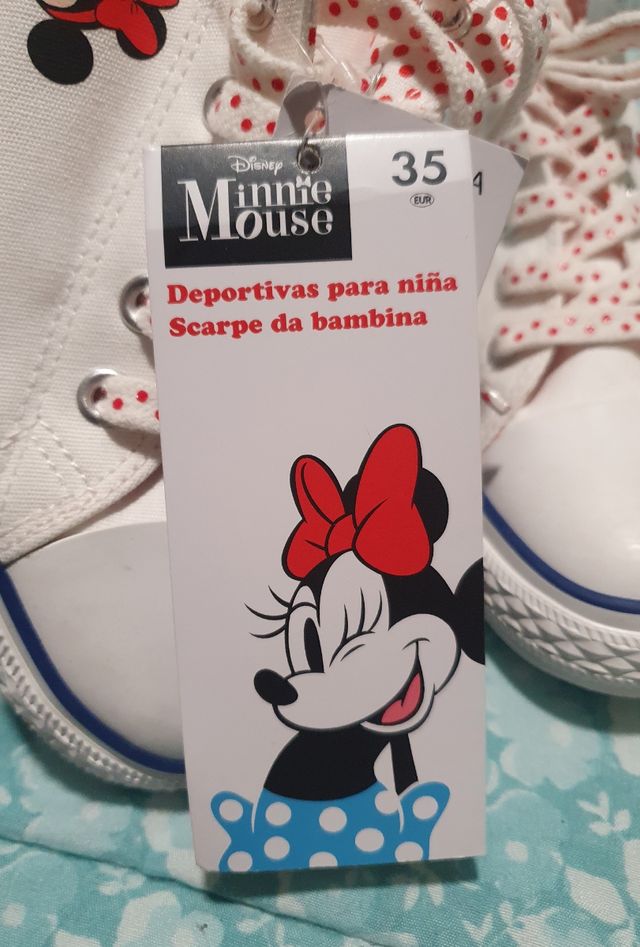 Disney
Minnie
Mouse
35
EUR
Deportivas para niña
Scarpe da bambina